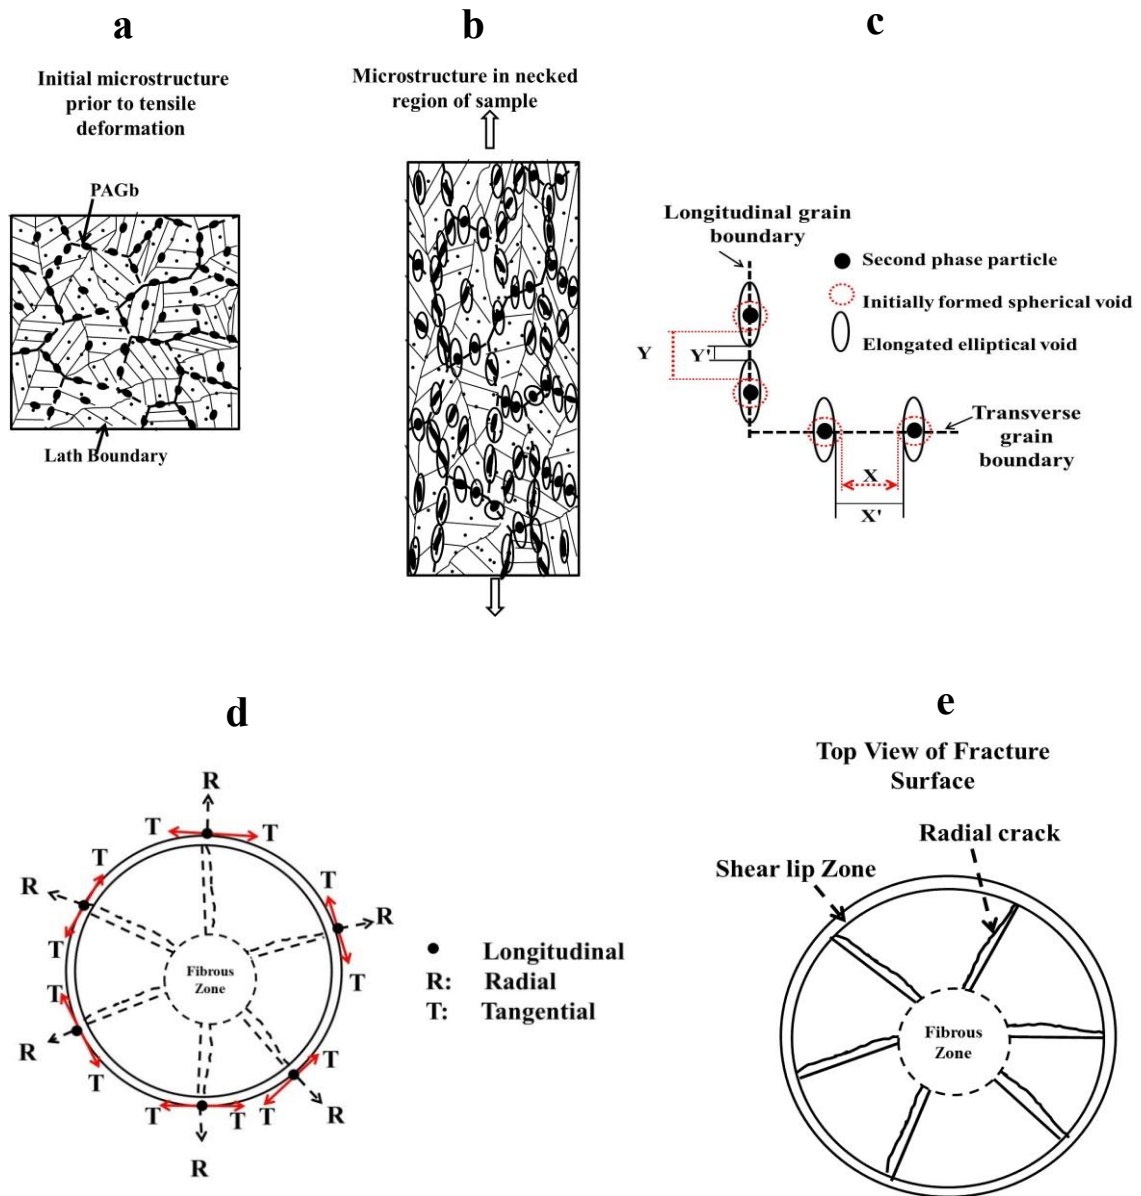 a
Initial microstructure
prior to tensile
deformation
PAGb
Lath Boundary
b
Microstructure in necked
region of sample
c
Longitudinal grain
boundary
Second phase particle
Initially formed spherical void
Elongated elliptical void
Y
Y'
X
X'
Transverse
grain
boundary
d
R
T
T
T
R
T
T
R
T
T
R
T
T
R
T
T
R
T
Fibrous
Zone
Longitudinal
R: Radial
T: Tangential
e
Top View of Fracture
Surface
Radial crack
Shear lip Zone
Fibrous
Zone